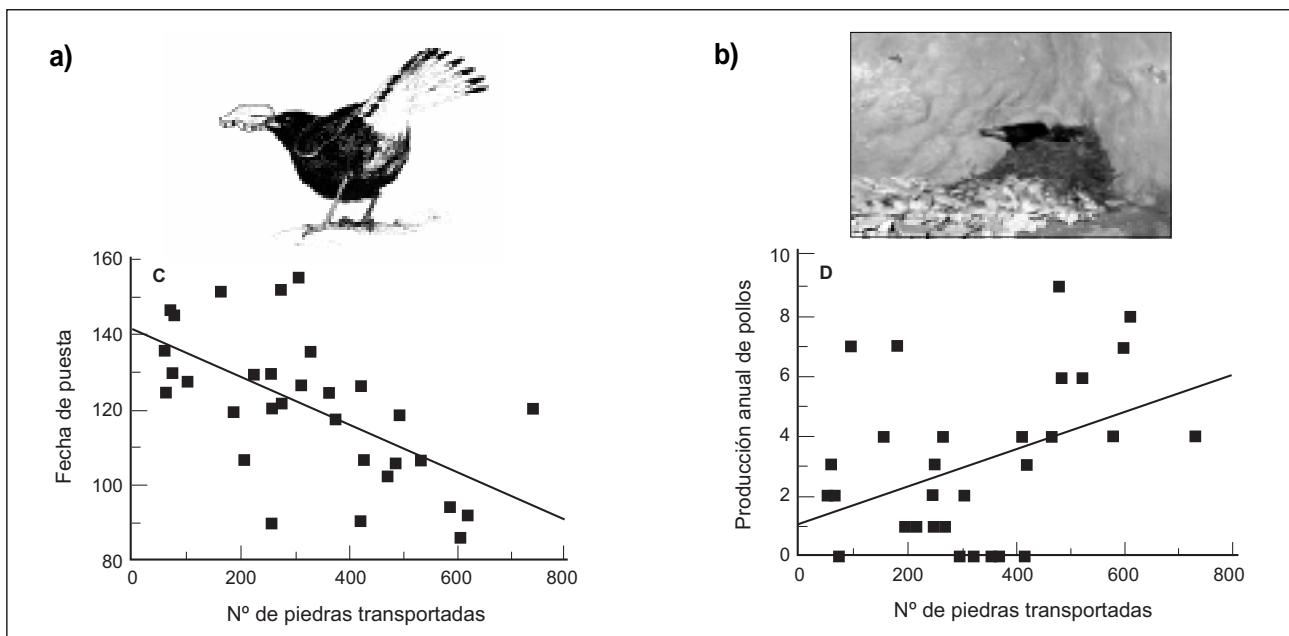 a)
b)
C
160
140
120
100
80
Fecha de puesta
0 200 400 600 800
Nº de piedras transportadas
D
10
8
6
4
2
0
Producción anual de pollos
0 200 400 600 800
Nº de piedras transportadas